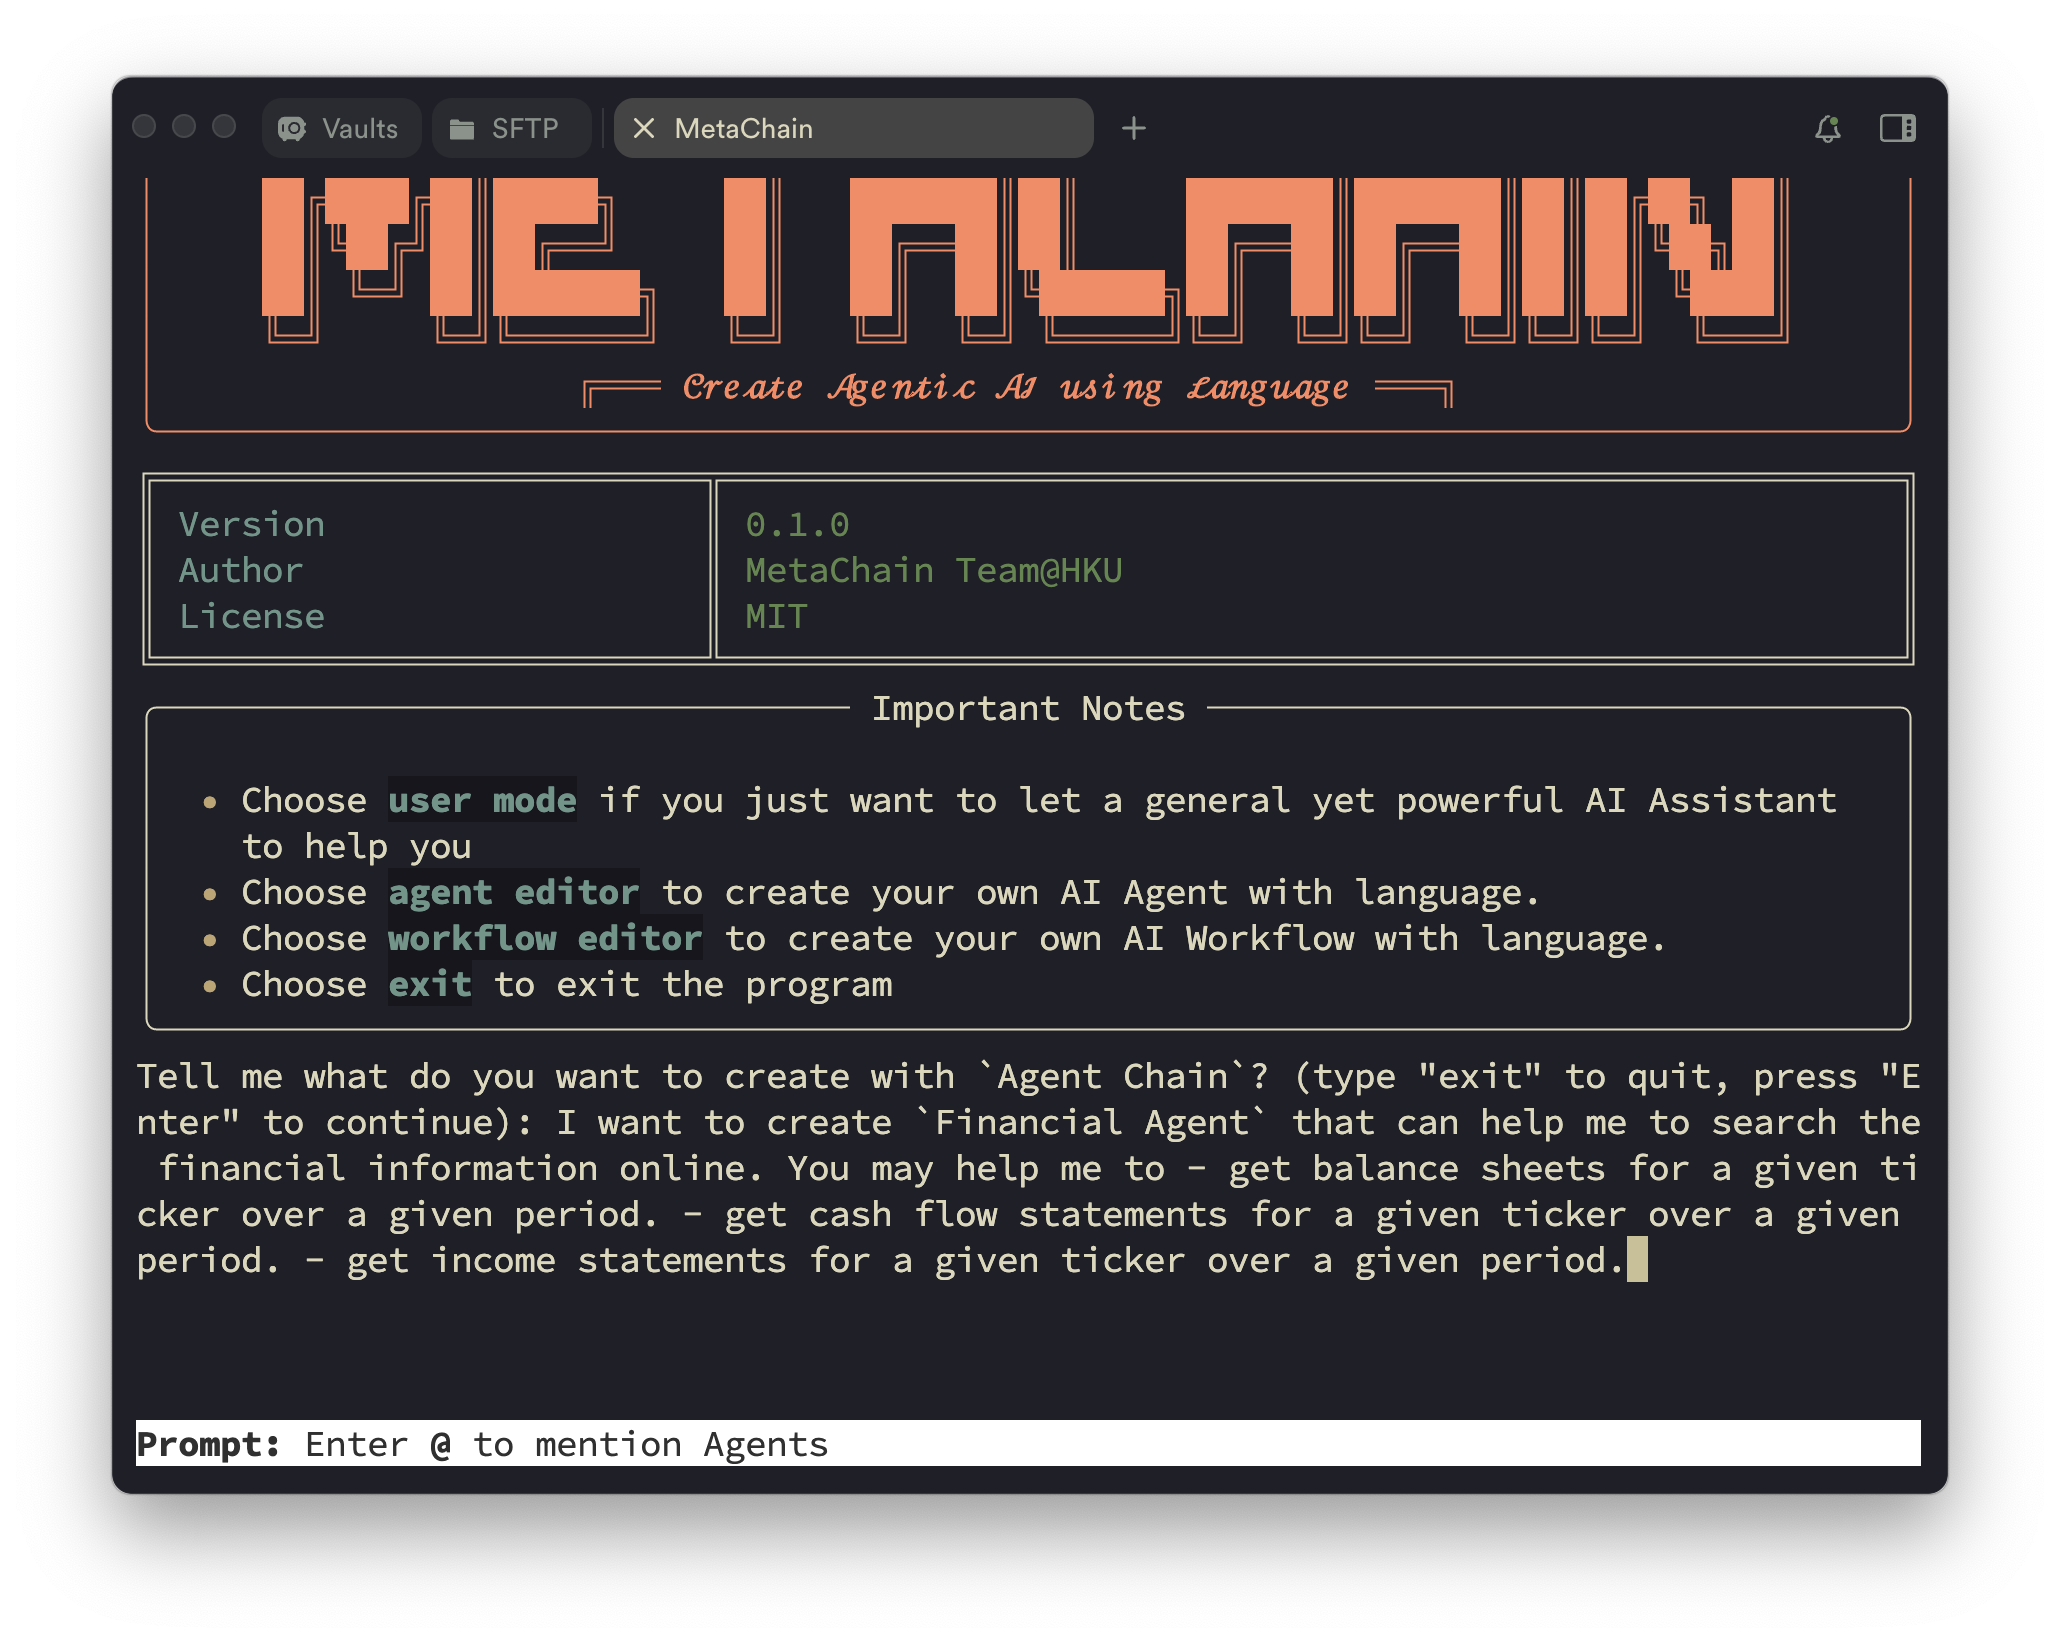 Vaults
SFTP
MetaChain
Create Agentic AI using Language
Version 0.1.0
Author MetaChain Team@HKU
License MIT
Important Notes
• Choose user mode if you just want to let a general yet powerful AI Assistant
to help you
• Choose agent editor to create your own AI Agent with language.
• Choose workflow editor to create your own AI Workflow with language.
• Choose exit to exit the program
Tell me what do you want to create with `Agent Chain`? (type "exit" to quit, press "E
nter" to continue): I want to create `Financial Agent` that can help me to search the
financial information online. You may help me to - get balance sheets for a given ti
cker over a given period. - get cash flow statements for a given ticker over a given
period. - get income statements for a given ticker over a given period.
Prompt: Enter @ to mention Agents